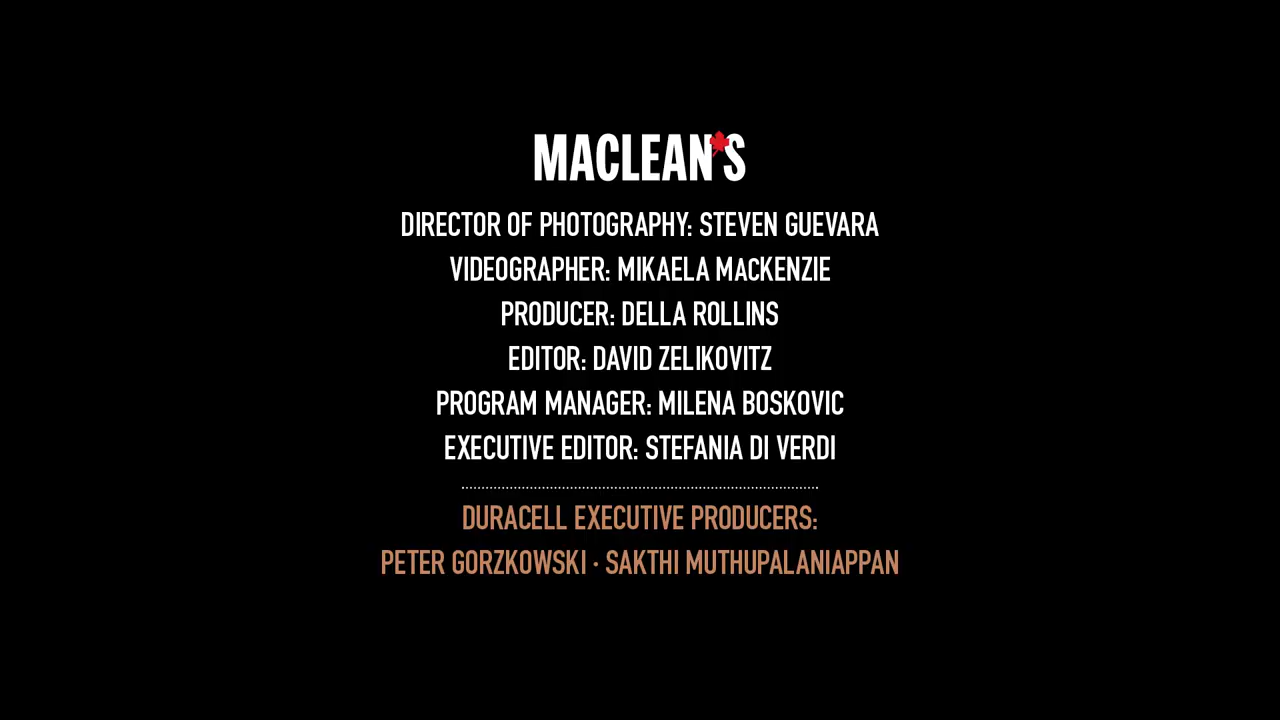 MACLEAN'S
DIRECTOR OF PHOTOGRAPHY: STEVEN GUEVARA
VIDEOGRAPHER: MIKAELA MACKENZIE
PRODUCER: DELLA ROLLINS
EDITOR: DAVID ZELIKOVITZ
PROGRAM MANAGER: MILENA BOSKOVIC
EXECUTIVE EDITOR: STEFANIA DI VERDI
DURACELL EXECUTIVE PRODUCERS:
PETER GORZKOWSKI · SAKTHI MUTHUPALANIAPPAN